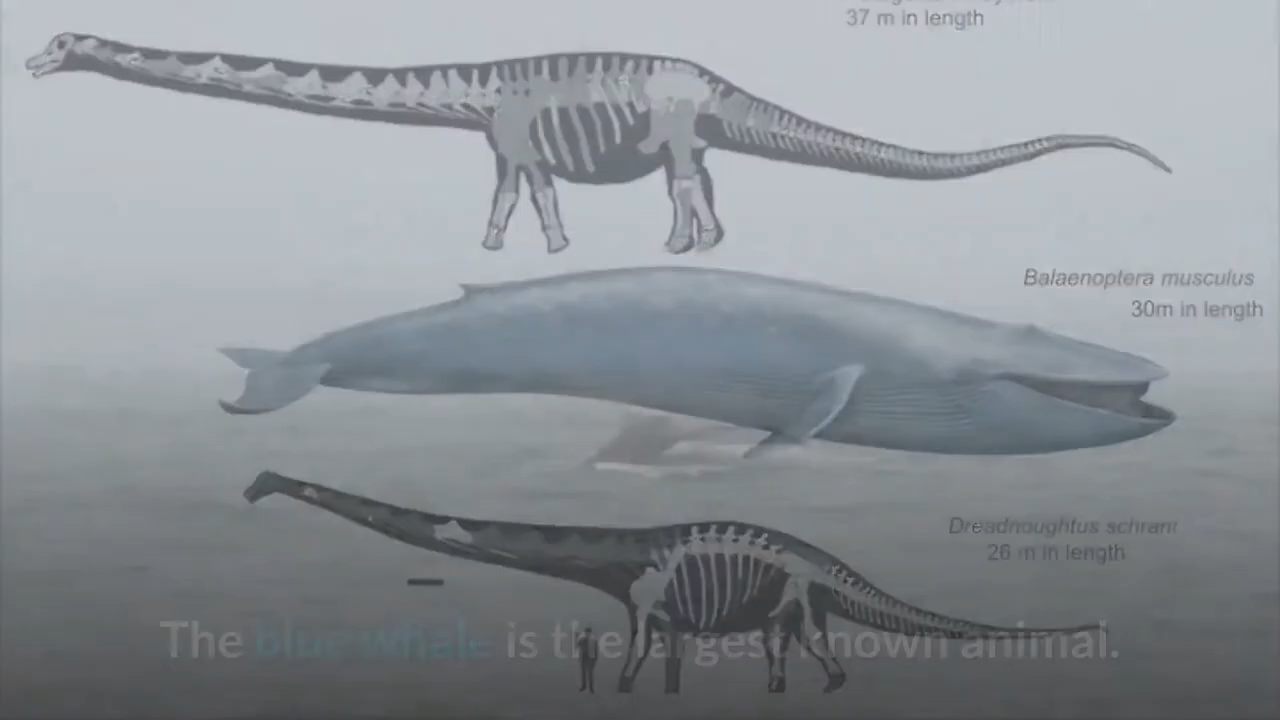 37 m in length
Balaenoptera musculus
30m in length
Dreadnoughtus schrani
26 m in length
The blue whale is the largest known animal.